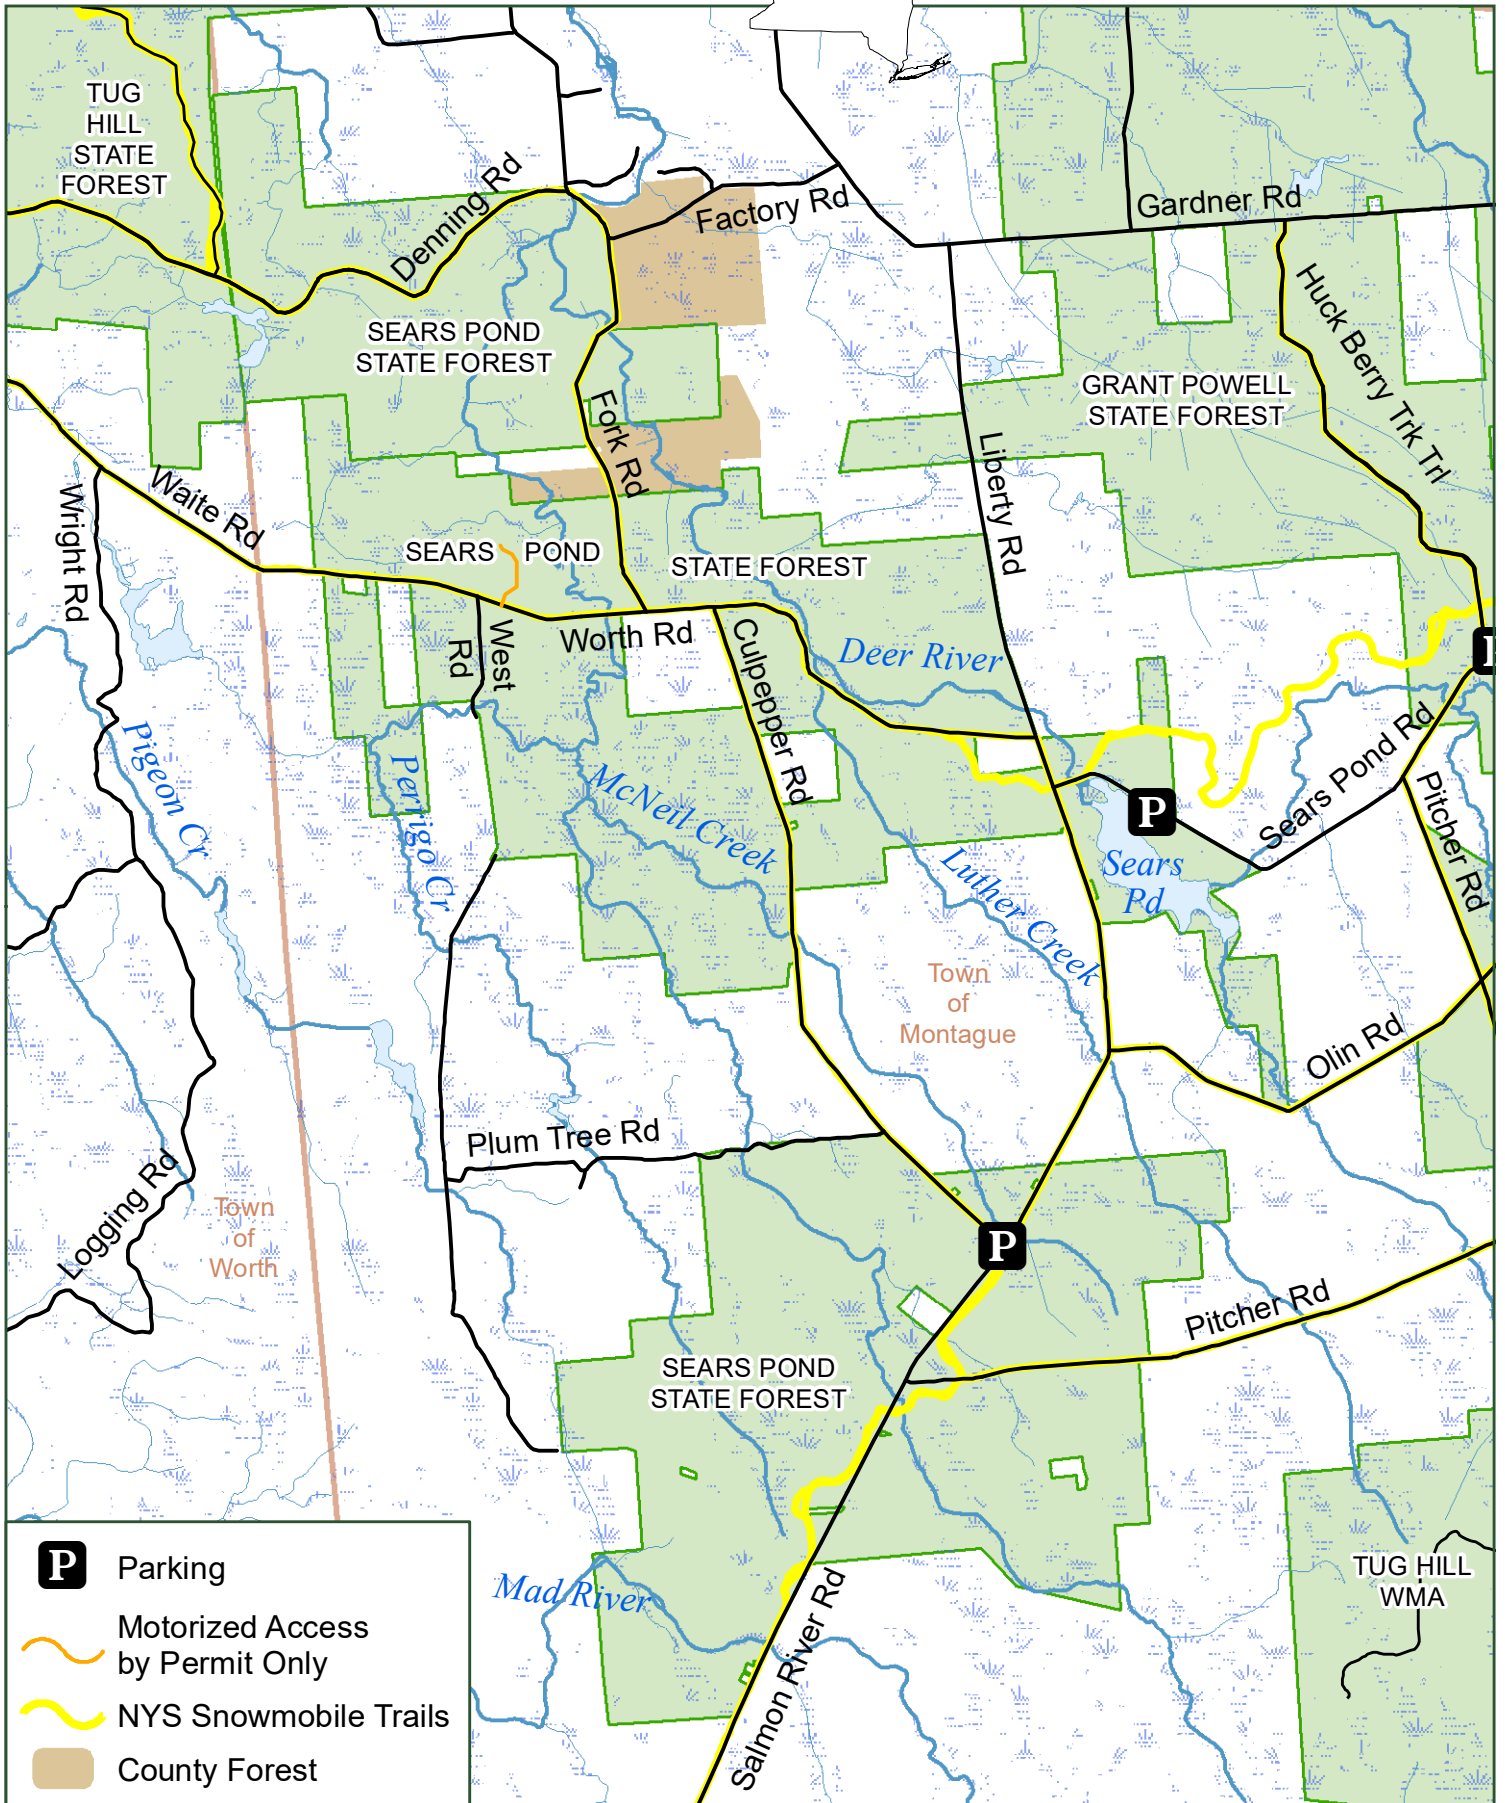 TUG
HILL
STATE
FOREST
Denning Rd
Factory Rd
Gardner Rd
Huck Berry Trk Trl
SEARS POND
STATE FOREST
GRANT POWELL
STATE FOREST
Fork Rd
Liberty Rd
Waite Rd
Wright Rd
SEARS POND
STATE FOREST
Worth Rd
West
Rd
Culpepper Rd
Deer River
Pigeon Cr
Perrigo Cr
McNeil Creek
Luther Creek
Sears Pond Rd
Pitcher Rd
Sears
Pd
Town
of
Montague
Olin Rd
Plum Tree Rd
Logging Rd
Town
of
Worth
P
P
Pitcher Rd
SEARS POND
STATE FOREST
TUG HILL
WMA
Mad River
Salmon River Rd
P Parking
Motorized Access
by Permit Only
NYS Snowmobile Trails
County Forest